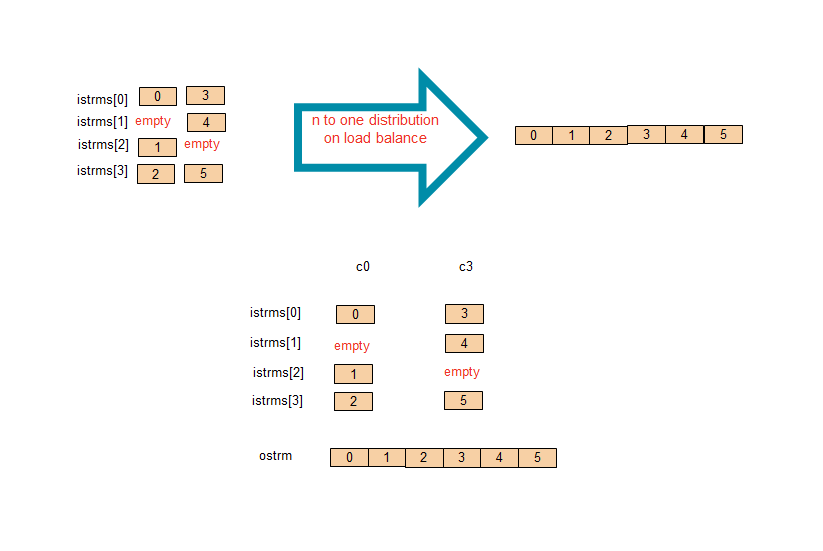 istrms[0] 0 3
istrms[1] empty 4
istrms[2] 1 empty
istrms[3] 2 5
n to one distribution
on load balance
0 1 2 3 4 5
c0 c3
istrms[0] 0 3
istrms[1] empty 4
istrms[2] 1 empty
istrms[3] 2 5
ostrm 0 1 2 3 4 5